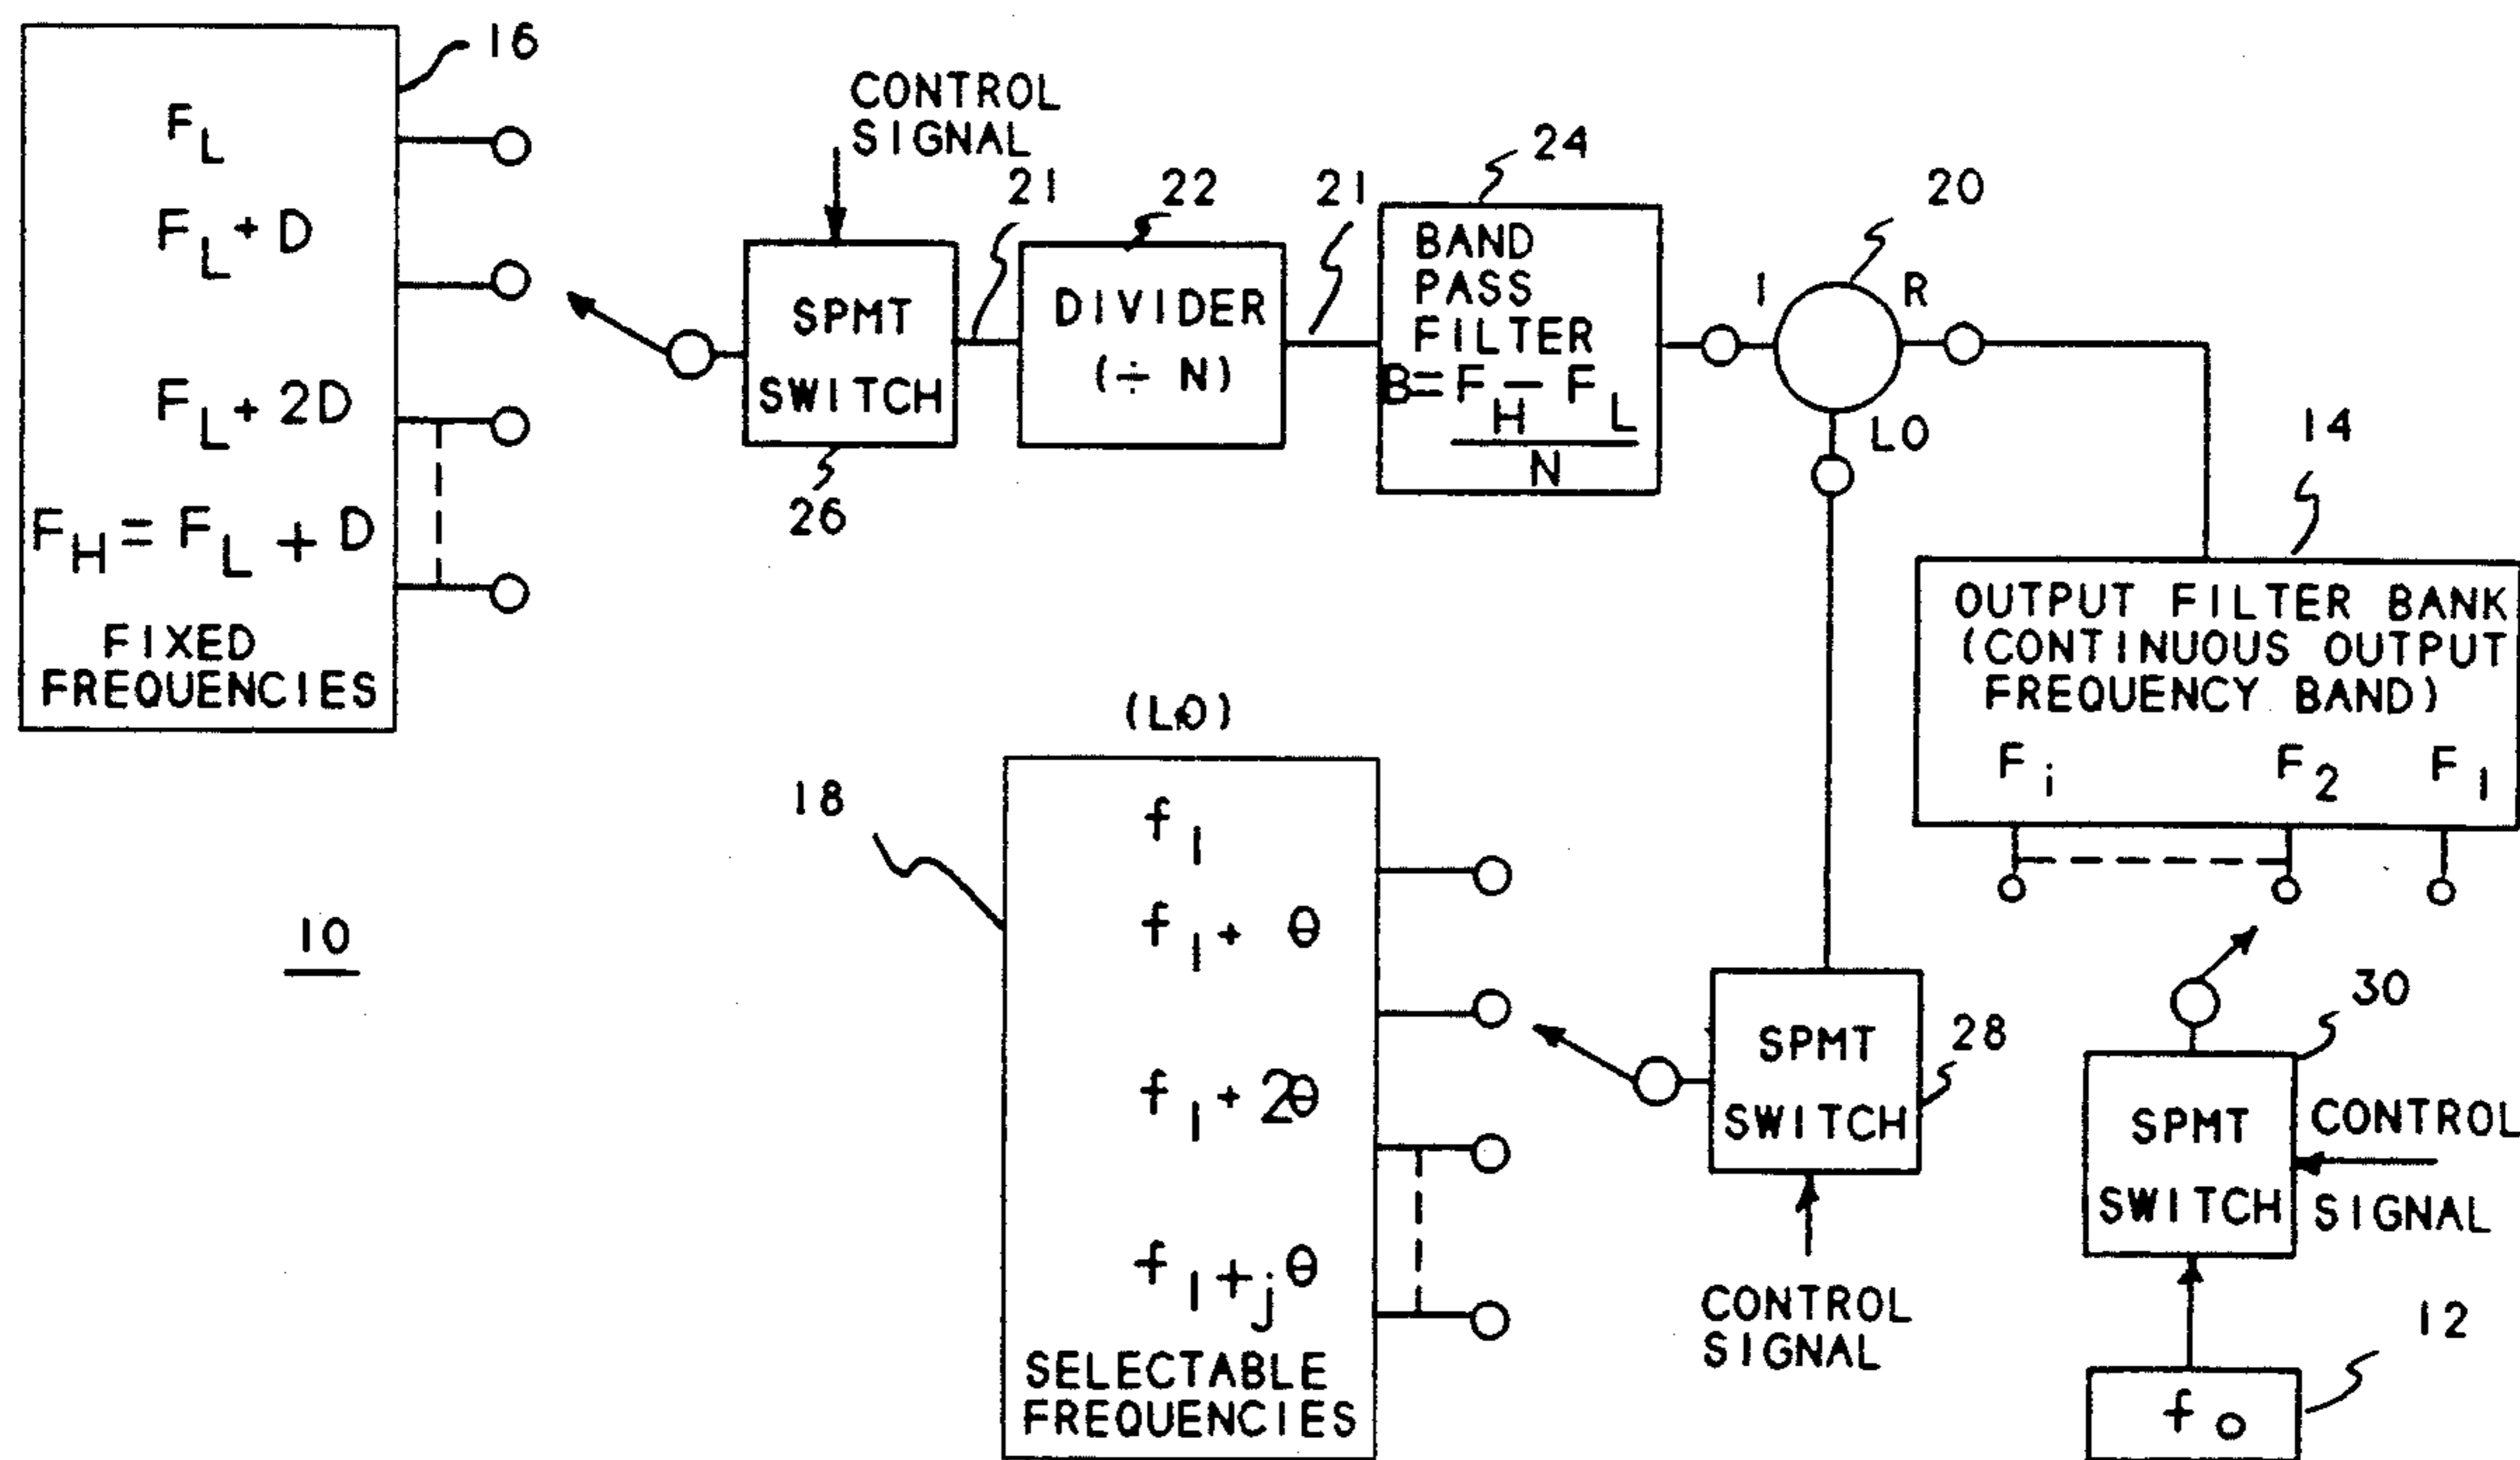 16
F_L
F_L + D
F_L + 2D
F_H = F_L + D
FIXED
FREQUENCIES
CONTROL
SIGNAL
SPMT
SWITCH
26
21
22
DIVIDER
(÷ N)
21
24
BAND
PASS
FILTER
B = F_H - F_L
N
20
I
R
LO
14
OUTPUT FILTER BANK
(CONTINUOUS OUTPUT
FREQUENCY BAND)
F_i F_2 F_1
10
(LO)
18
f_1
f_1 + θ
f_1 + 2θ
f_1 + jθ
SELECTABLE
FREQUENCIES
SPMT
SWITCH
28
CONTROL
SIGNAL
30
SPMT
SWITCH
CONTROL
SIGNAL
12
f_o